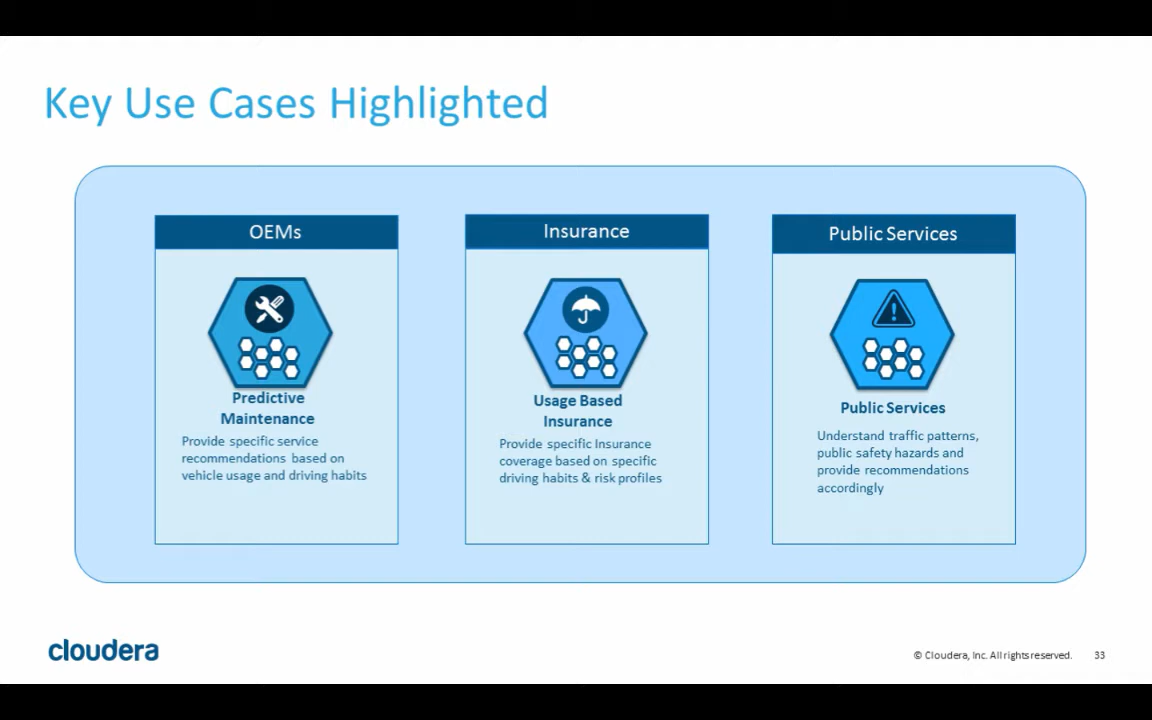 Key Use Cases Highlighted
OEMs
Predictive
Maintenance
Provide specific service
recommendations based on
vehicle usage and driving habits
Insurance
Usage Based
Insurance
Provide specific Insurance
coverage based on specific
driving habits & risk profiles
Public Services
Public Services
Understand traffic patterns,
public safety hazards and
provide recommendations
accordingly
cloudera
© Cloudera, Inc. All rights reserved. 33